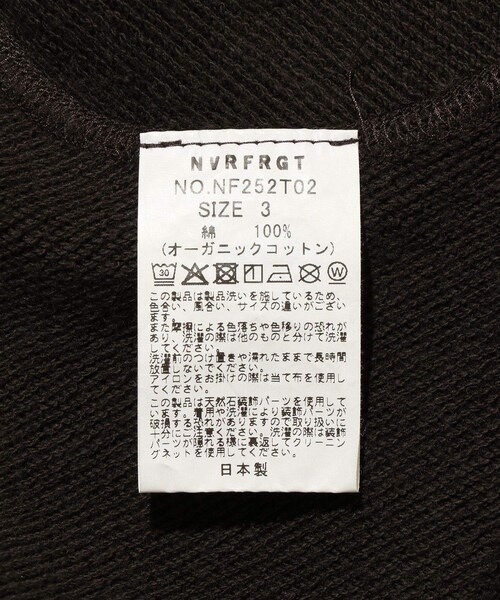 NVRFRGT
NO.NF252T02
SIZE 3
綿 100%
(オーガニックコットン)
30
W
この製品は製品洗いを施しているため、
色合い、風合い、サイズの違いがござい
ます。
また摩擦による色落ちや色移りの恐れが
あり、洗濯の際は他のものと分けて洗濯
してください。
洗濯前のつけ置きや濡れたままで長時間
放置しないでください。
アイロンをお掛けの際は当て布を使用し
てください。
この製品は天然石装飾パーツを使用して
います。着用や洗濯により装飾パーツが
破損する恐れがありますので取り扱いに
十分にご注意ください。洗濯の際は装飾
パーツが隠れる様に裏返してクリーニン
グネットを使用してください。
日本製